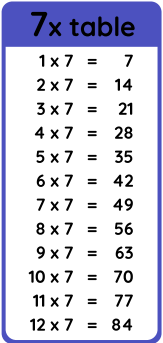 7x table
1 x 7 = 7
2 x 7 = 14
3 x 7 = 21
4 x 7 = 28
5 x 7 = 35
6 x 7 = 42
7 x 7 = 49
8 x 7 = 56
9 x 7 = 63
10 x 7 = 70
11 x 7 = 77
12 x 7 = 84